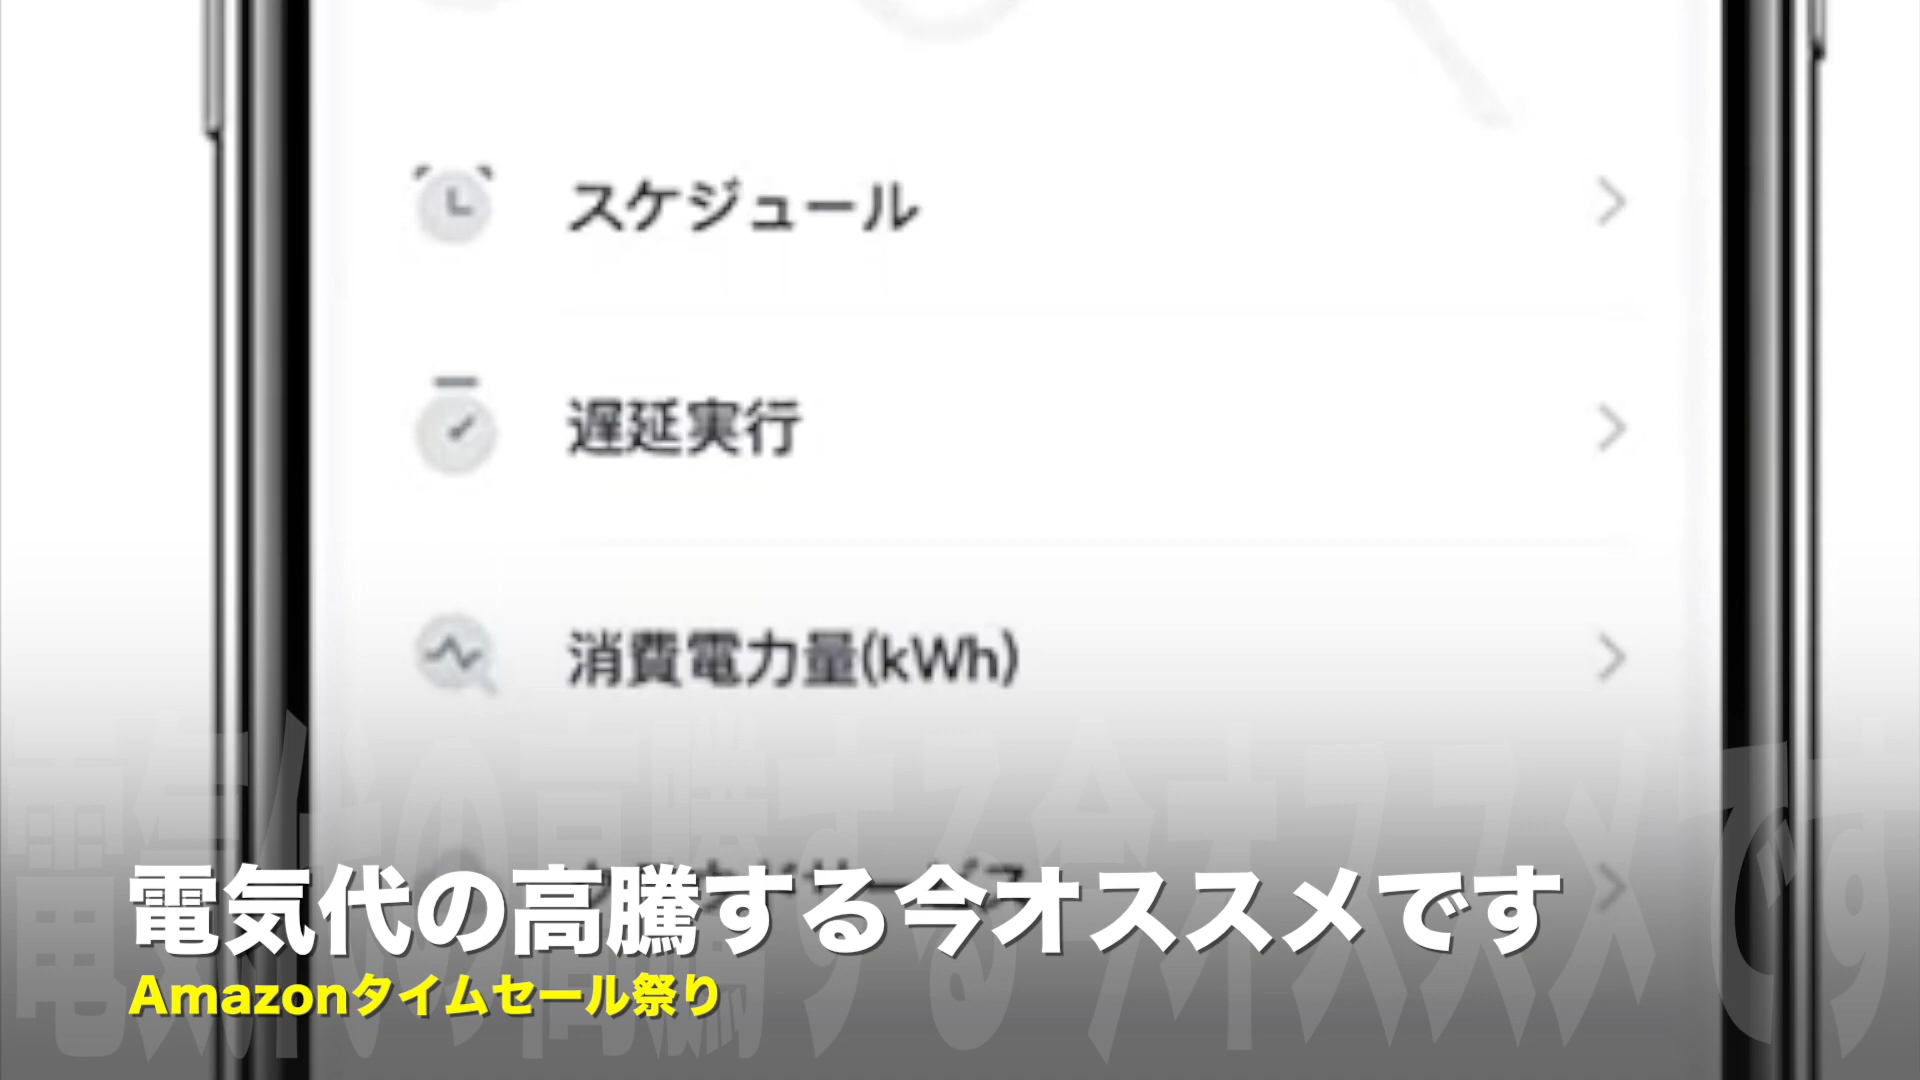 スケジュール
遅延実行
消費電力量(kWh)
電気代の高騰する今オススメです
Amazonタイムセール祭り